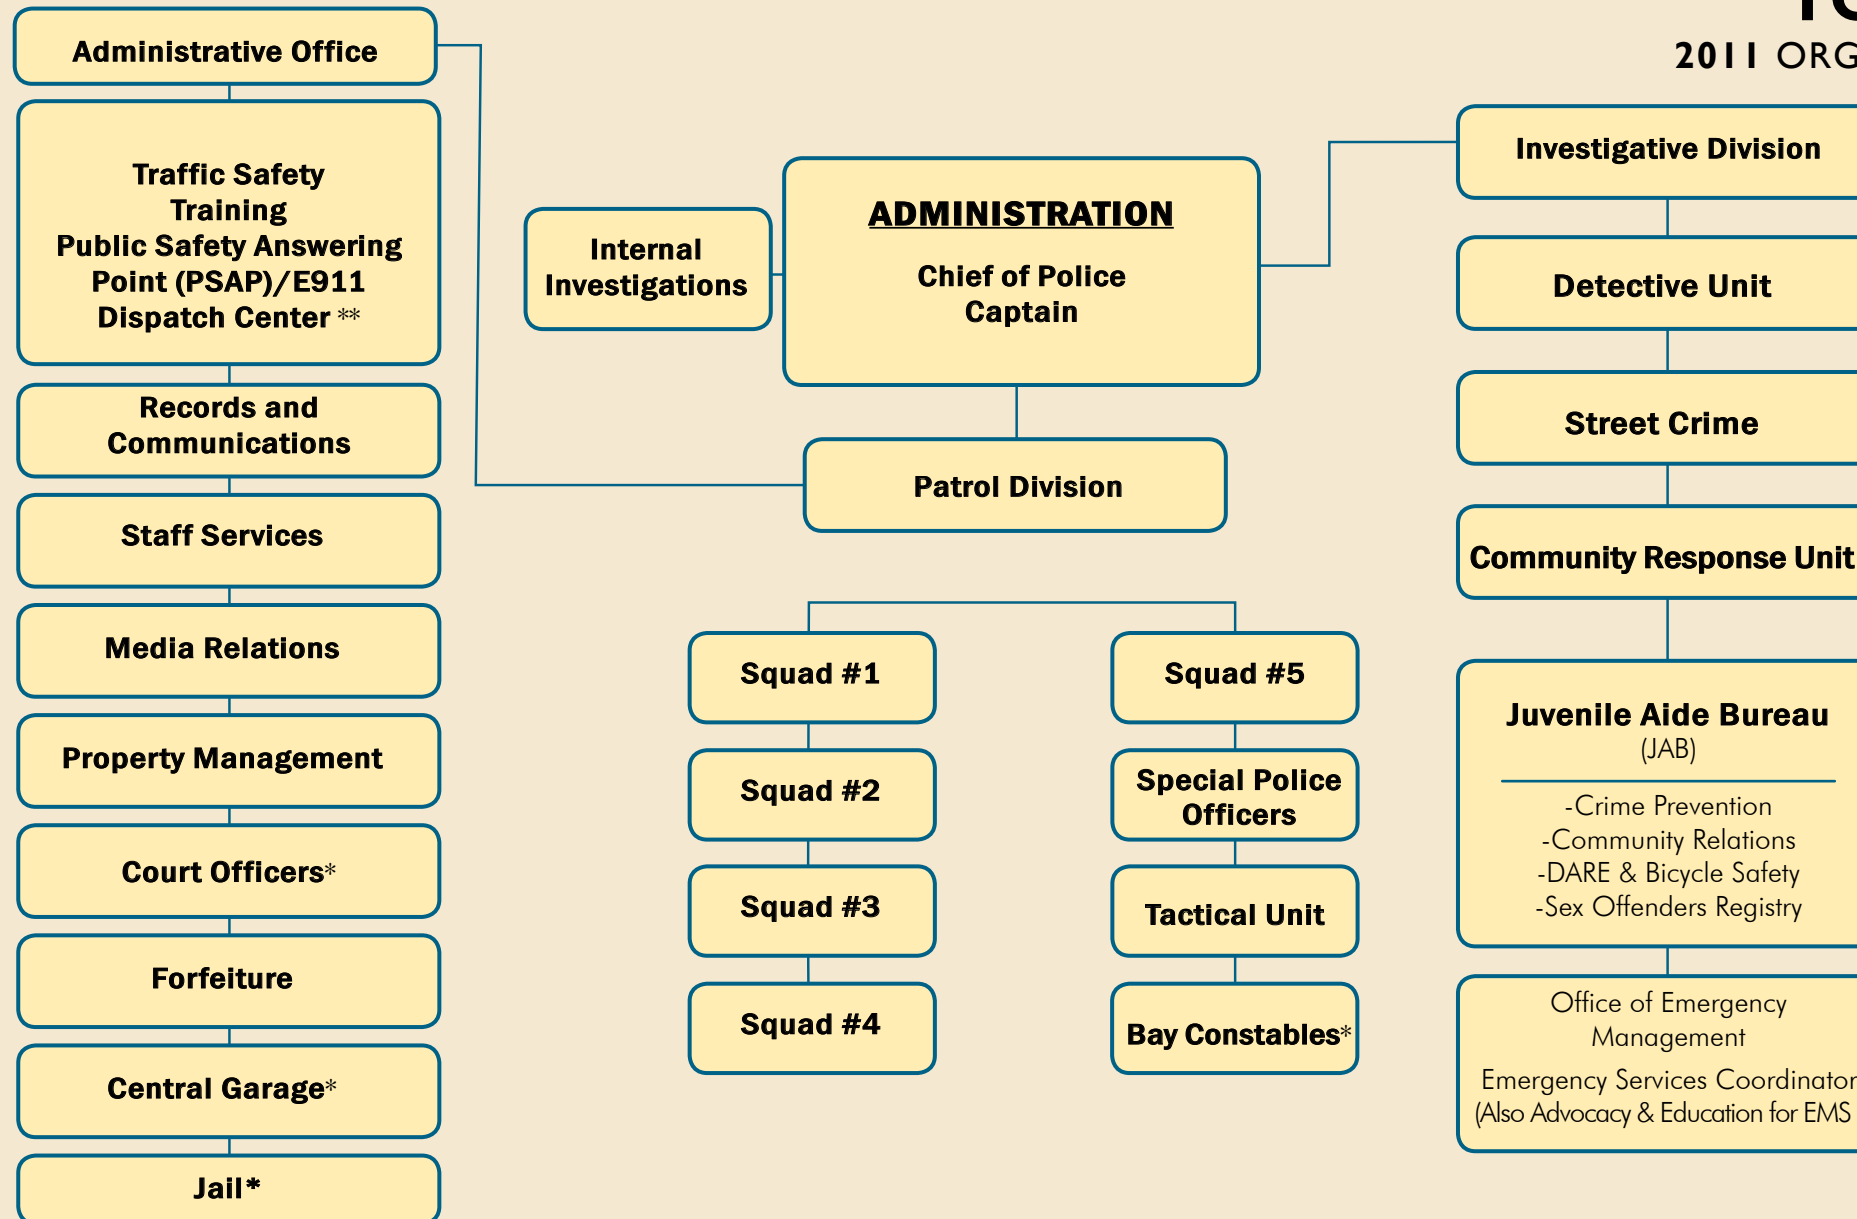 2011
Administrative Office
Traffic Safety
Training
Public Safety Answering
Point (PSAP)/E911
Dispatch Center **
Records and
Communications
Staff Services
Media Relations
Property Management
Court Officers*
Forfeiture
Central Garage*
Jail*
Internal
Investigations
ADMINISTRATION
Chief of Police
Captain
Patrol Division
Squad #1
Squad #2
Squad #3
Squad #4
Squad #5
Special Police
Officers
Tactical Unit
Bay Constables*
Investigative Division
Detective Unit
Street Crime
Community Response Unit
Juvenile Aide Bureau
(JAB)
-Crime Prevention
-Community Relations
-DARE & Bicycle Safety
-Sex Offenders Registry
Office of Emergency
Management
Emergency Services Coordinator
(Also Advocacy & Education for EMS